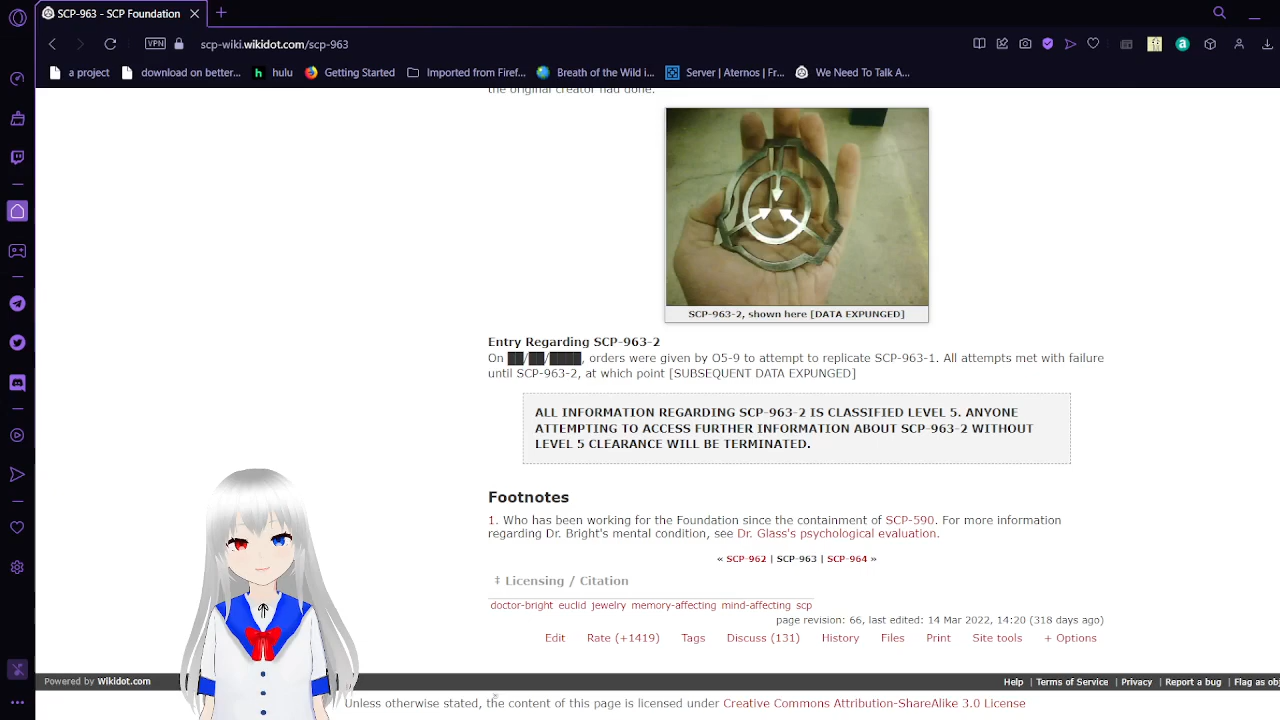 SCP-963 - SCP Foundation
VPN
scp-wiki.wikidot.com/scp-963
a project
download on better...
hulu
Getting Started
Imported from Firef...
Breath of the Wild i...
Server | Aternos | Fr...
We Need To Talk A...
the original creator had done.
SCP-963-2, shown here [DATA EXPUNGED]
Entry Regarding SCP-963-2
On ██/██/████, orders were given by O5-9 to attempt to replicate SCP-963-1. All attempts met with failure
until SCP-963-2, at which point [SUBSEQUENT DATA EXPUNGED]
ALL INFORMATION REGARDING SCP-963-2 IS CLASSIFIED LEVEL 5. ANYONE
ATTEMPTING TO ACCESS FURTHER INFORMATION ABOUT SCP-963-2 WITHOUT
LEVEL 5 CLEARANCE WILL BE TERMINATED.
Footnotes
1. Who has been working for the Foundation since the containment of SCP-590. For more information
regarding Dr. Bright's mental condition, see Dr. Glass's psychological evaluation.
« SCP-962 | SCP-963 | SCP-964 »
‡ Licensing / Citation
doctor-bright euclid jewelry memory-affecting mind-affecting scp
page revision: 66, last edited: 14 Mar 2022, 14:20 (318 days ago)
Edit Rate (+1419) Tags Discuss (131) History Files Print Site tools + Options
Powered by Wikidot.com
Help | Terms of Service | Privacy | Report a bug | Flag as obj
Unless otherwise stated, the content of this page is licensed under Creative Commons Attribution-ShareAlike 3.0 License